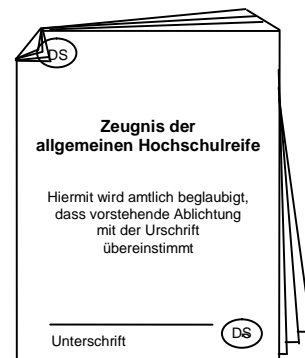 DS
Zeugnis der
allgemeinen Hochschulreife
Hiermit wird amtlich beglaubigt,
dass vorstehende Ablichtung
mit der Urschrift
übereinstimmt
Unterschrift
DS